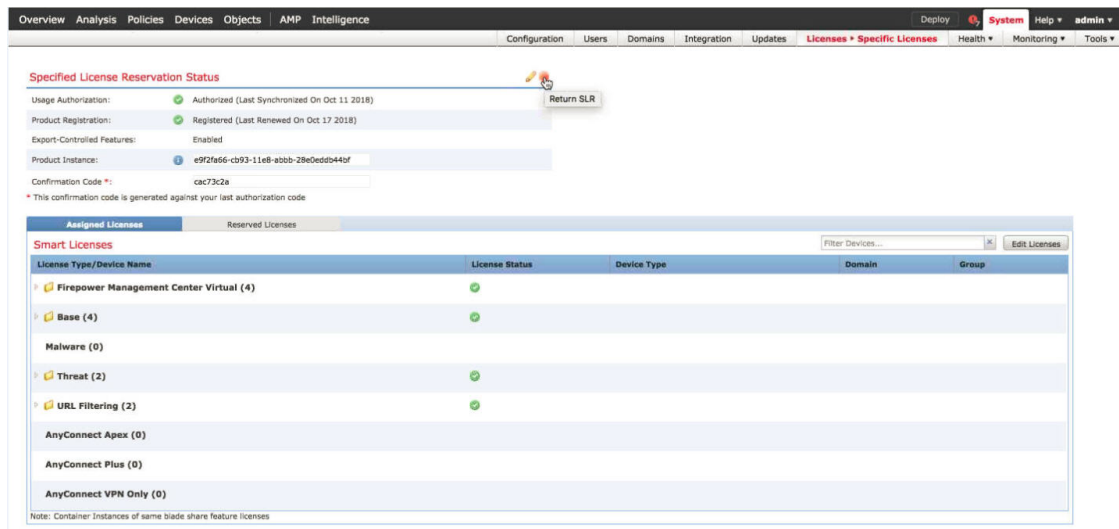 Overview Analysis Policies Devices Objects AMP Intelligence Deploy System Help admin
Configuration Users Domains Integration Updates Licenses Specific Licenses Health Monitoring Tools
Specified License Reservation Status
Return SLR
Usage Authorization: Authorized (Last Synchronized On Oct 11 2018)
Product Registration: Registered (Last Renewed On Oct 17 2018)
Export-Controlled Features: Enabled
Product Instance: e9f2fa66-cb93-11e8-abbb-28e0eddb44bf
Confirmation Code *: cac73c2a
* This confirmation code is generated against your last authorization code
Assigned Licenses Reserved Licenses
Smart Licenses Filter Devices... Edit Licenses
License Type/Device Name License Status Device Type Domain Group
Firepower Management Center Virtual (4)
Base (4)
Malware (0)
Threat (2)
URL Filtering (2)
AnyConnect Apex (0)
AnyConnect Plus (0)
AnyConnect VPN Only (0)
Note: Container Instances of same blade share feature licenses